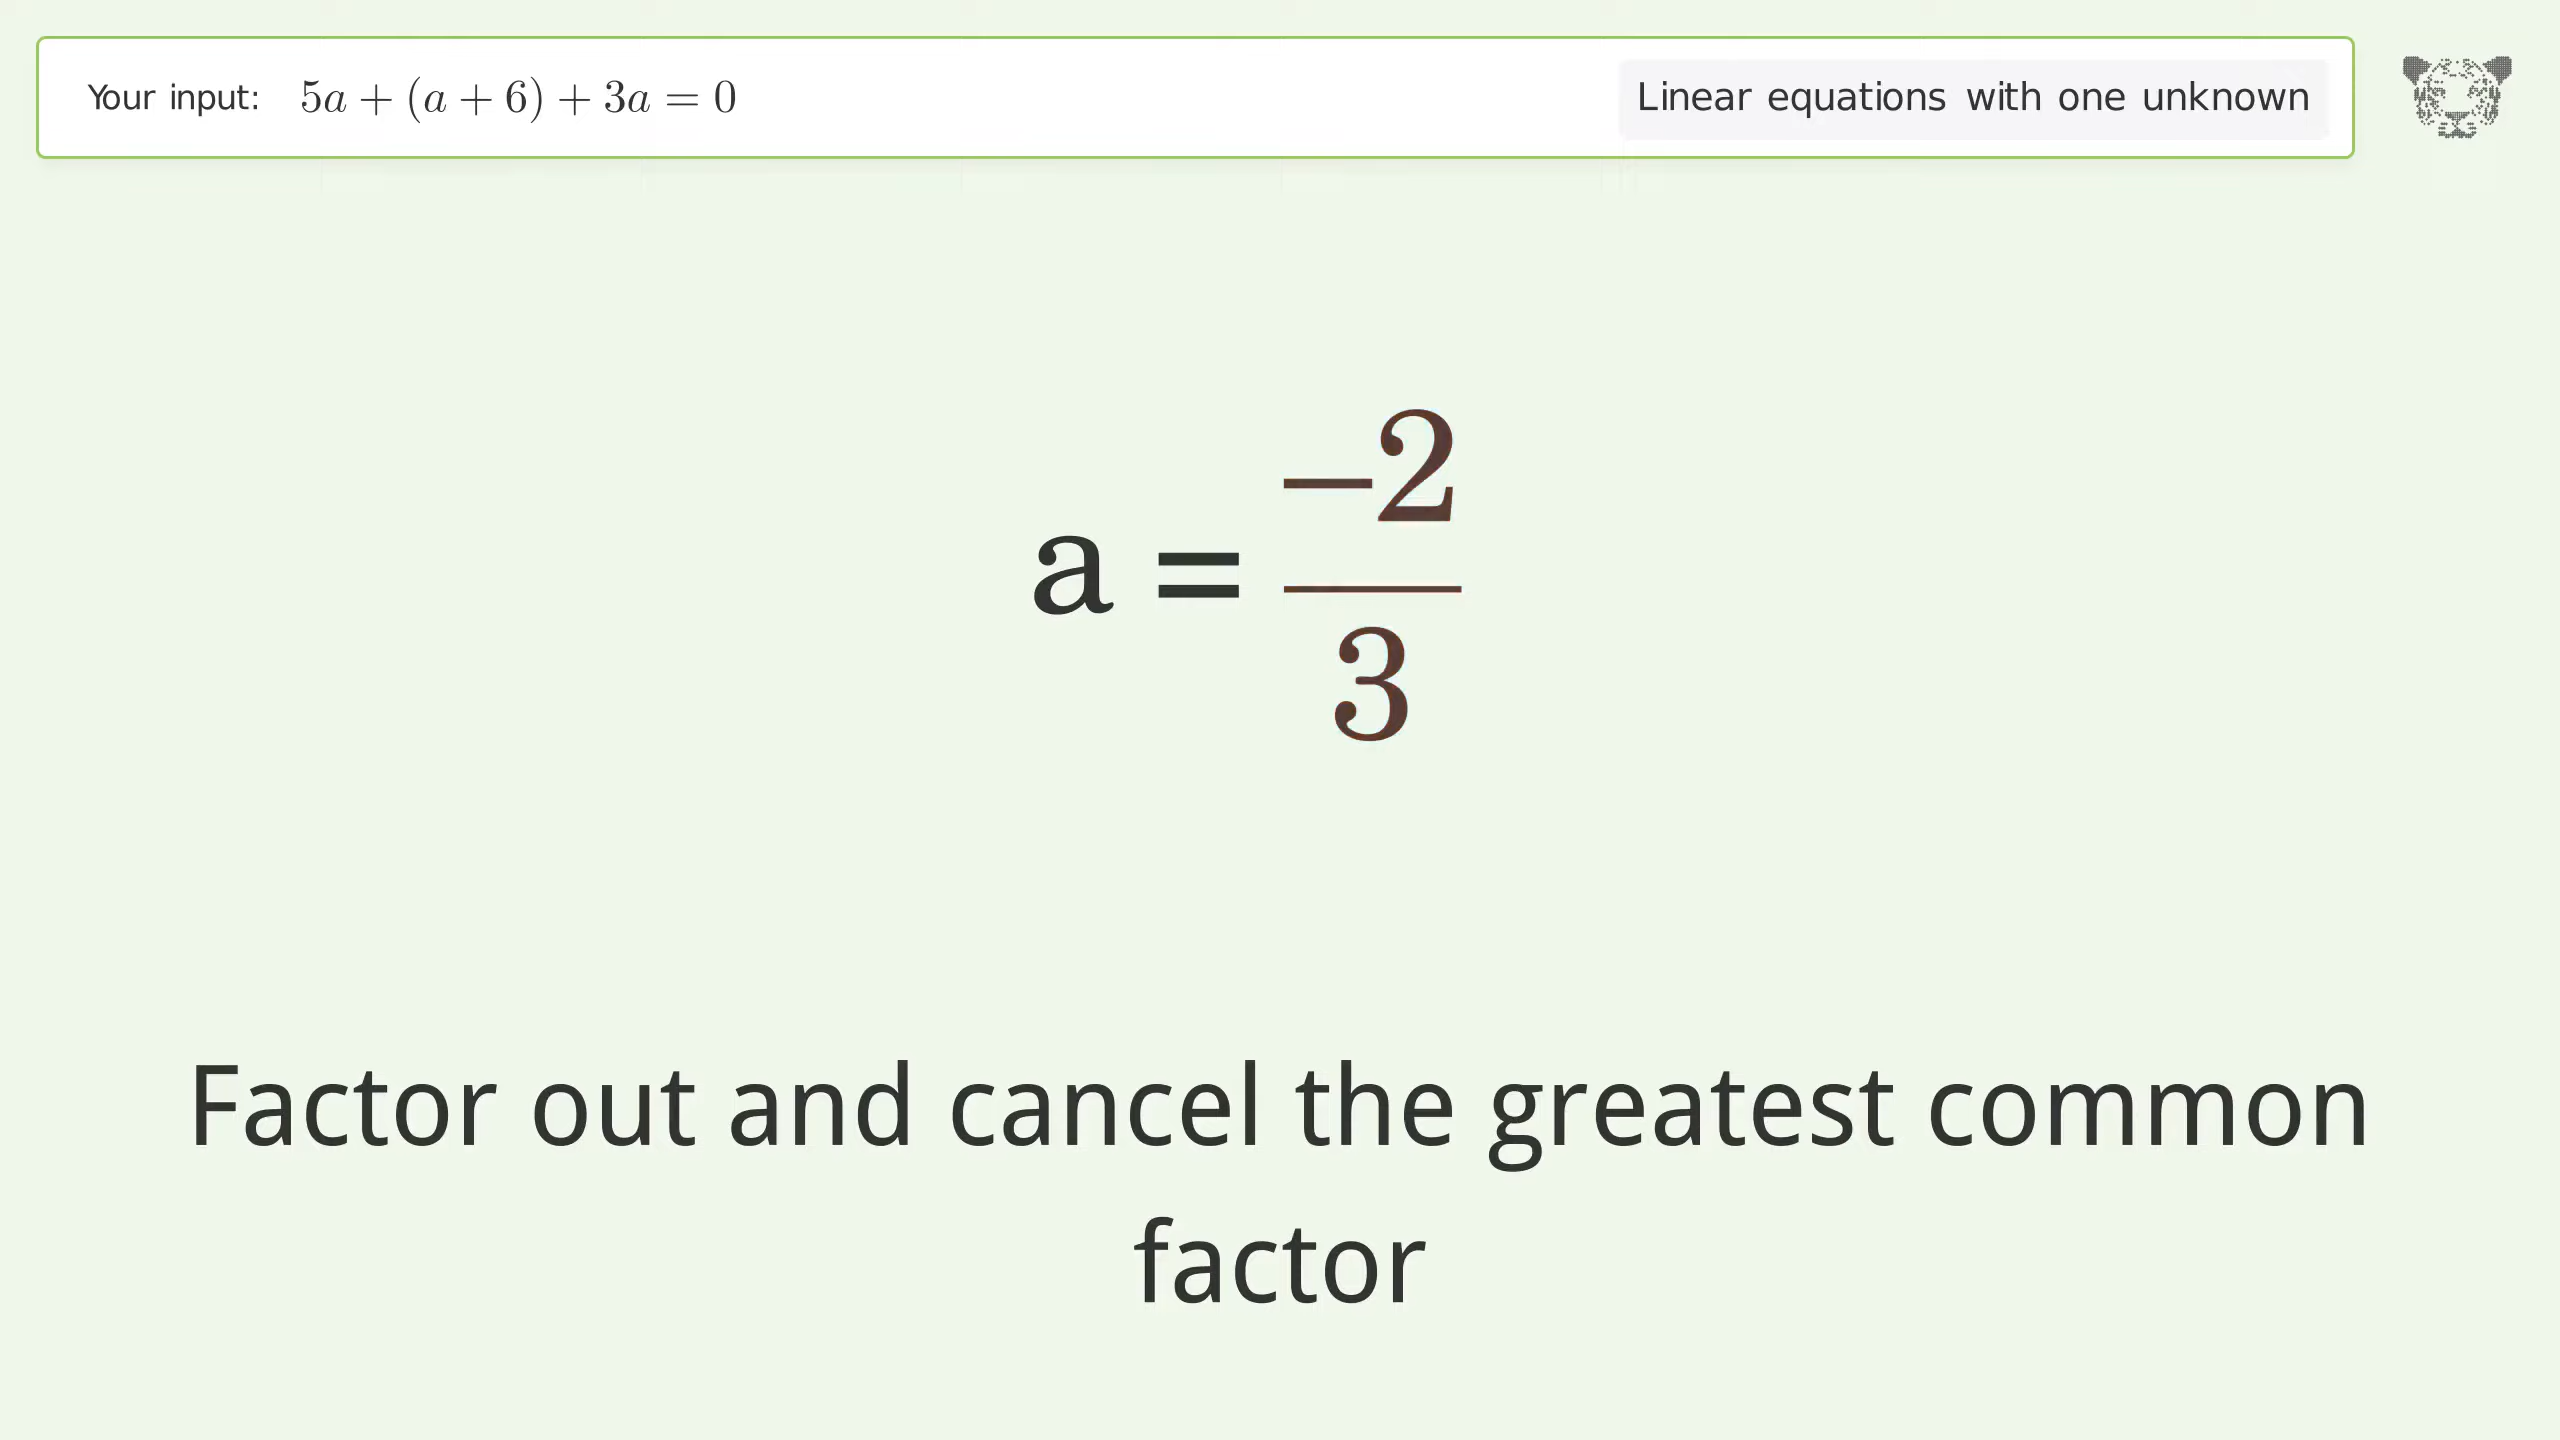 Your input: 5a + (a + 6) + 3a = 0
Linear equations with one unknown
a = −2/3
Factor out and cancel the greatest common
factor